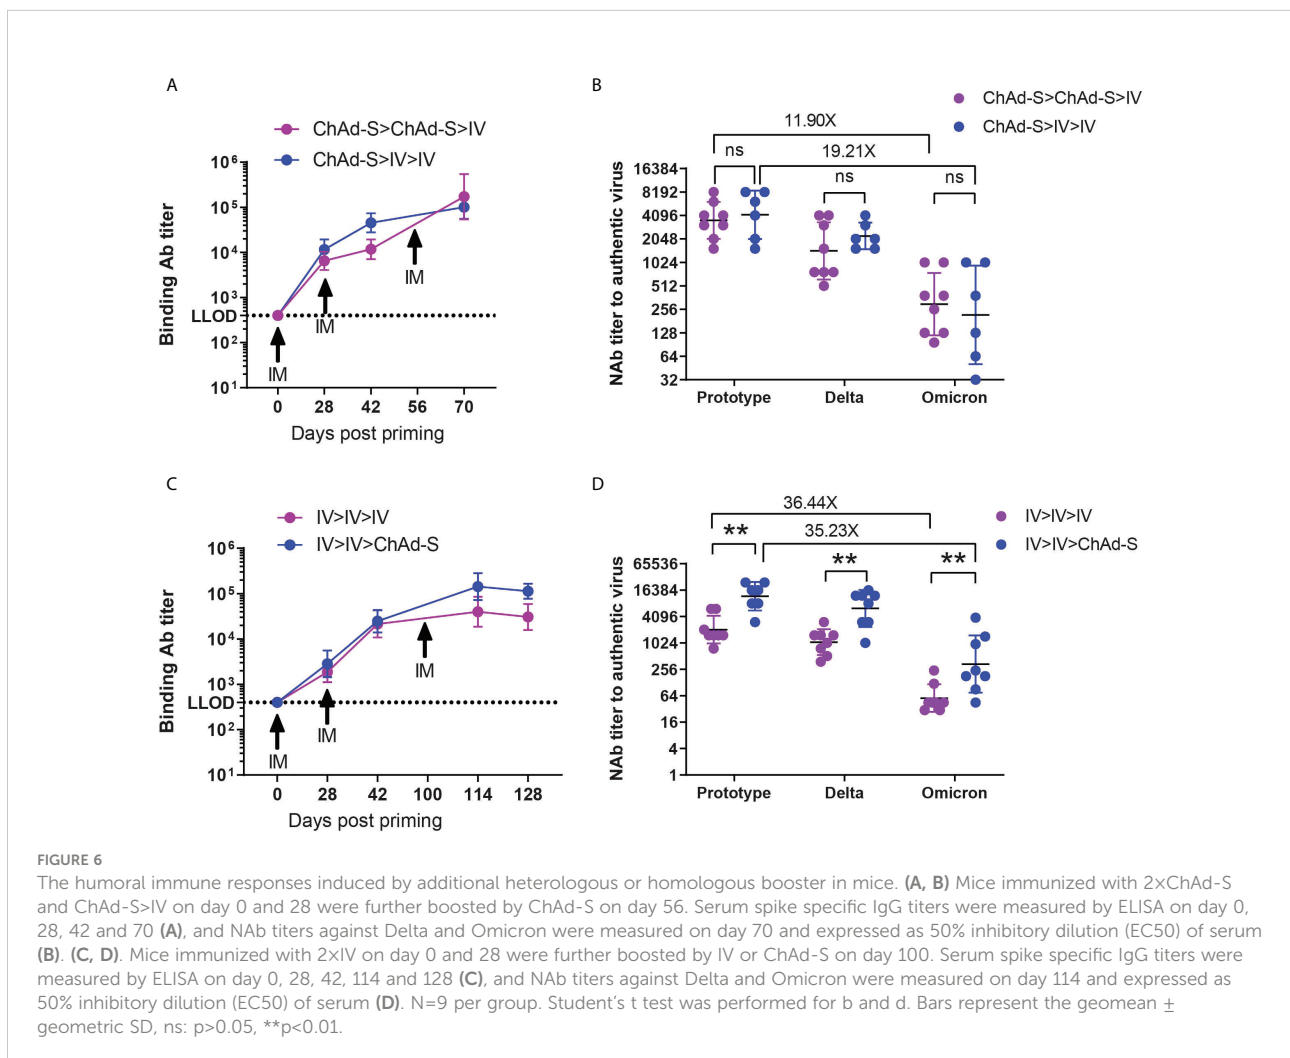 A
ChAd-S>ChAd-S>IV
ChAd-S>IV>IV
Binding Ab titer
10⁶
10⁵
10⁴
10³
LLOD
10²
10¹
IM
IM
IM
0 28 42 56 70
Days post priming
B
ChAd-S>ChAd-S>IV
ChAd-S>IV>IV
11.90X
19.21X
ns
ns
ns
NAb titer to authentic virus
16384
8192
4096
2048
1024
512
256
128
64
32
Prototype Delta Omicron
C
IV>IV>IV
IV>IV>ChAd-S
Binding Ab titer
10⁶
10⁵
10⁴
10³
LLOD
10²
10¹
IM
IM
IM
0 28 42 100 114 128
Days post priming
D
IV>IV>IV
IV>IV>ChAd-S
36.44X
35.23X
**
**
**
NAb titer to authentic virus
65536
16384
4096
1024
256
64
16
4
1
Prototype Delta Omicron
FIGURE 6
The humoral immune responses induced by additional heterologous or homologous booster in mice. (A, B) Mice immunized with 2×ChAd-S
and ChAd-S>IV on day 0 and 28 were further boosted by ChAd-S on day 56. Serum spike specific IgG titers were measured by ELISA on day 0,
28, 42 and 70 (A), and NAb titers against Delta and Omicron were measured on day 70 and expressed as 50% inhibitory dilution (EC50) of serum
(B). (C, D). Mice immunized with 2×IV on day 0 and 28 were further boosted by IV or ChAd-S on day 100. Serum spike specific IgG titers were
measured by ELISA on day 0, 28, 42, 114 and 128 (C), and NAb titers against Delta and Omicron were measured on day 114 and expressed as
50% inhibitory dilution (EC50) of serum (D). N=9 per group. Student's t test was performed for b and d. Bars represent the geomean ±
geometric SD, ns: p>0.05, **p<0.01.